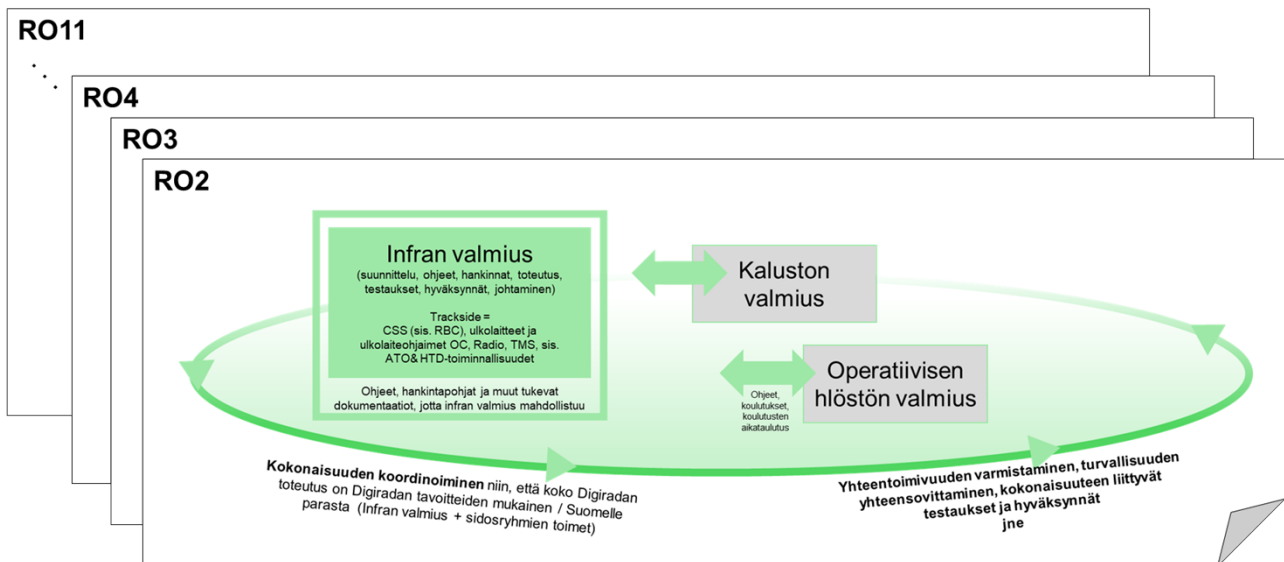 RO11
RO4
RO3
RO2
Infran valmius
(suunnittelu, ohjeet, hankinnat, toteutus,
testaukset, hyväksynnät, johtaminen)
Trackside =
CSS (sis. RBC), ulkolaitteet ja
ulkolaiteohjaimet OC, Radio, TMS, sis.
ATO& HTD-toiminnallisuudet
Ohjeet, hankintapohjat ja muut tukevat
dokumentaatiot, jotta infran valmius mahdollistuu
Kaluston
valmius
Operatiivisen
hlöstön valmius
Ohjeet,
koulutukset,
koulutusten
aikataulutus
Kokonaisuuden koordinoiminen niin, että koko Digiradan
toteutus on Digiradan tavoitteiden mukainen / Suomelle
parasta (Infran valmius + sidosryhmien toimet)
Yhteentoimivuuden varmistaminen, turvallisuuden
yhteensovittaminen, kokonaisuuteen liittyvät
testaukset ja hyväksynnät
jne